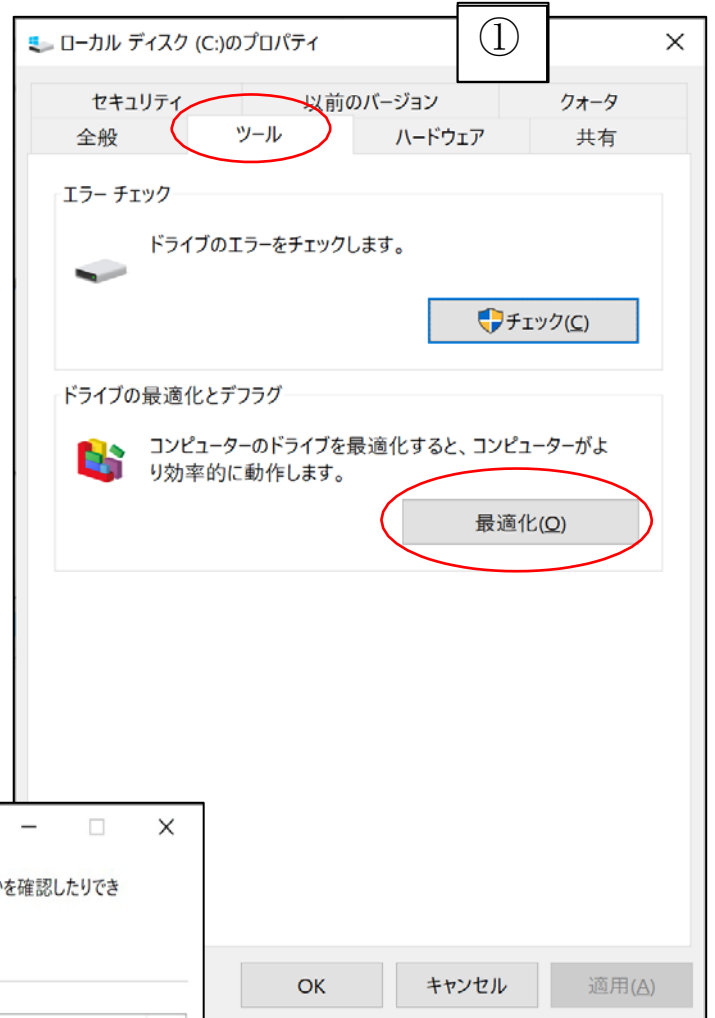 ①
ローカル ディスク (C:)のプロパティ
セキュリティ 以前のバージョン クォータ
全般 ツール ハードウェア 共有
エラー チェック
ドライブのエラーをチェックします。
チェック(C)
ドライブの最適化とデフラグ
コンピューターのドライブを最適化すると、コンピューターがよ
り効率的に動作します。
最適化(O)
を確認したりでき
OK キャンセル 適用(A)